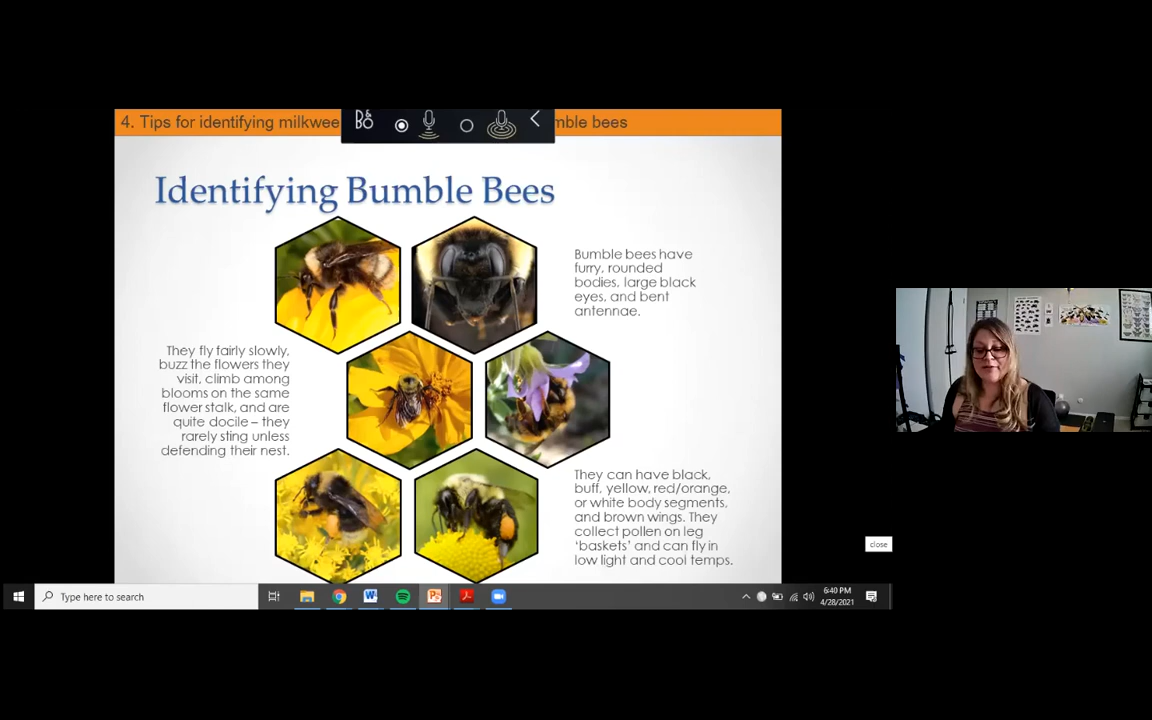 4. Tips for identifying milkwee
mble bees
Identifying Bumble Bees
Bumble bees have
furry, rounded
bodies, large black
eyes, and bent
antennae.
They fly fairly slowly,
buzz the flowers they
visit, climb among
blooms on the same
flower stalk, and are
quite docile – they
rarely sting unless
defending their nest.
They can have black,
buff, yellow, red/orange,
or white body segments,
and brown wings. They
collect pollen on leg
‘baskets’ and can fly in
low light and cool temps.
close
Type here to search
6:40 PM
4/28/2021